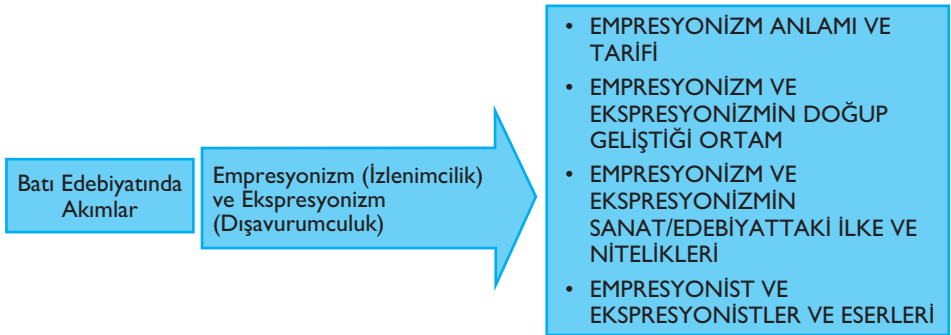 Batı Edebiyatında
Akımlar
Empresyonizm (İzlenimcilik)
ve Ekspresyonizm
(Dışavurumculuk)
• EMPRESYONİZM ANLAMI VE
TARİFİ
• EMPRESYONİZM VE
EKSPRESYONİZMİN DOĞUP
GELİŞTİĞİ ORTAM
• EMPRESYONİZM VE
EKSPRESYONİZMİN
SANAT/EDEBİYATTAKİ İLKE VE
NİTELİKLERİ
• EMPRESYONİST VE
EKSPRESYONİSTLER VE ESERLERİ